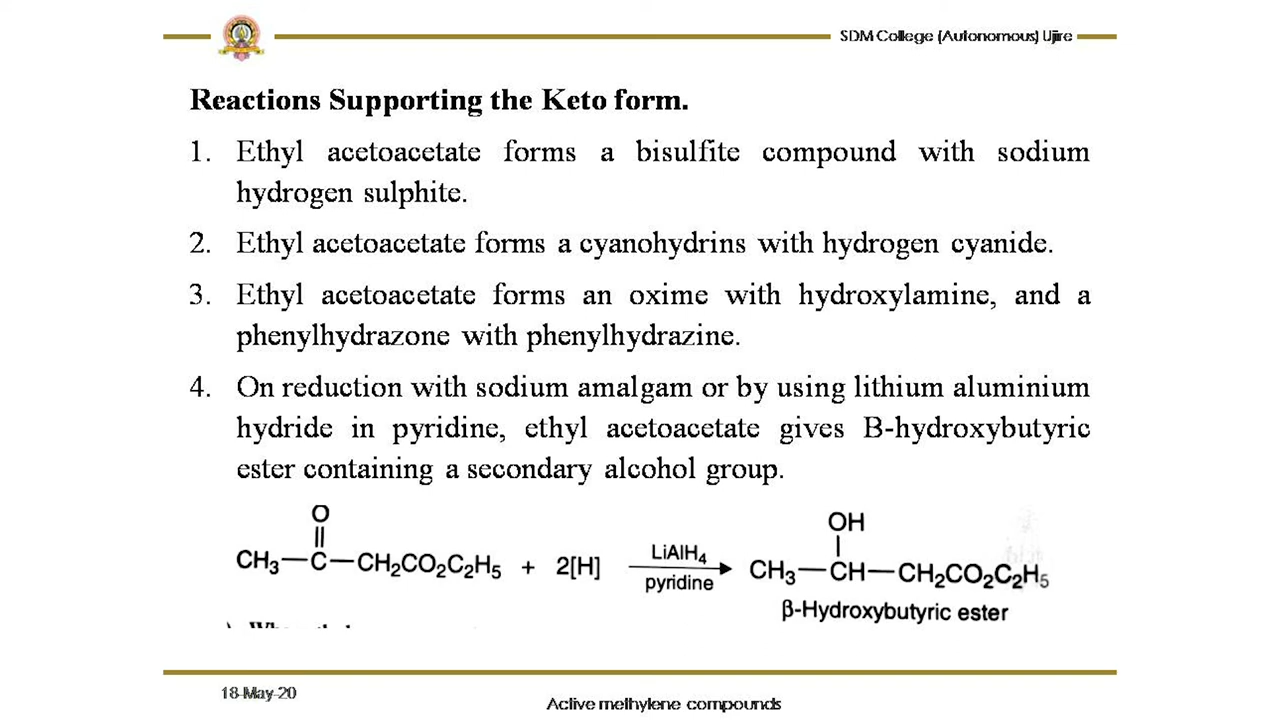 SDM College (Autonomous) Ujire
Reactions Supporting the Keto form.
1. Ethyl acetoacetate forms a bisulfite compound with sodium
hydrogen sulphite.
2. Ethyl acetoacetate forms a cyanohydrins with hydrogen cyanide.
3. Ethyl acetoacetate forms an oxime with hydroxylamine, and a
phenylhydrazone with phenylhydrazine.
4. On reduction with sodium amalgam or by using lithium aluminium
hydride in pyridine, ethyl acetoacetate gives B-hydroxybutyric
ester containing a secondary alcohol group.
O
||
CH₃—C—CH₂CO₂C₂H₅ + 2[H]
LiAlH₄
pyridine
OH
|
CH₃—CH—CH₂CO₂C₂H₅
β-Hydroxybutyric ester
18-May-20
Active methylene compounds